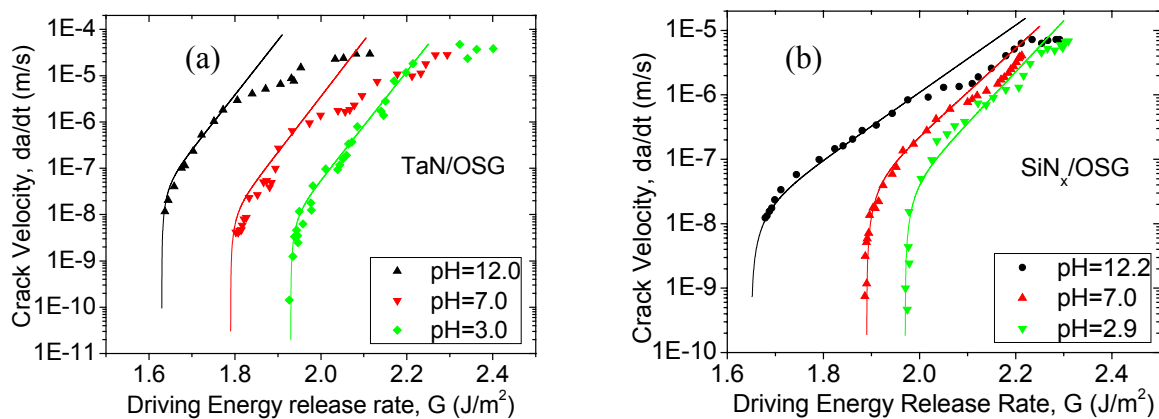 (a)
TaN/OSG
Crack Velocity, da/dt (m/s)
1E-4
1E-5
1E-6
1E-7
1E-8
1E-9
1E-10
1E-11
pH=12.0
pH=7.0
pH=3.0
1.6 1.8 2.0 2.2 2.4
Driving Energy release rate, G (J/m²)
(b)
SiNₓ/OSG
Crack Velocity, da/dt (m/s)
1E-4
1E-5
1E-6
1E-7
1E-8
1E-9
1E-10
pH=12.2
pH=7.0
pH=2.9
1.6 1.8 2.0 2.2 2.4
Driving Energy Release Rate, G (J/m²)